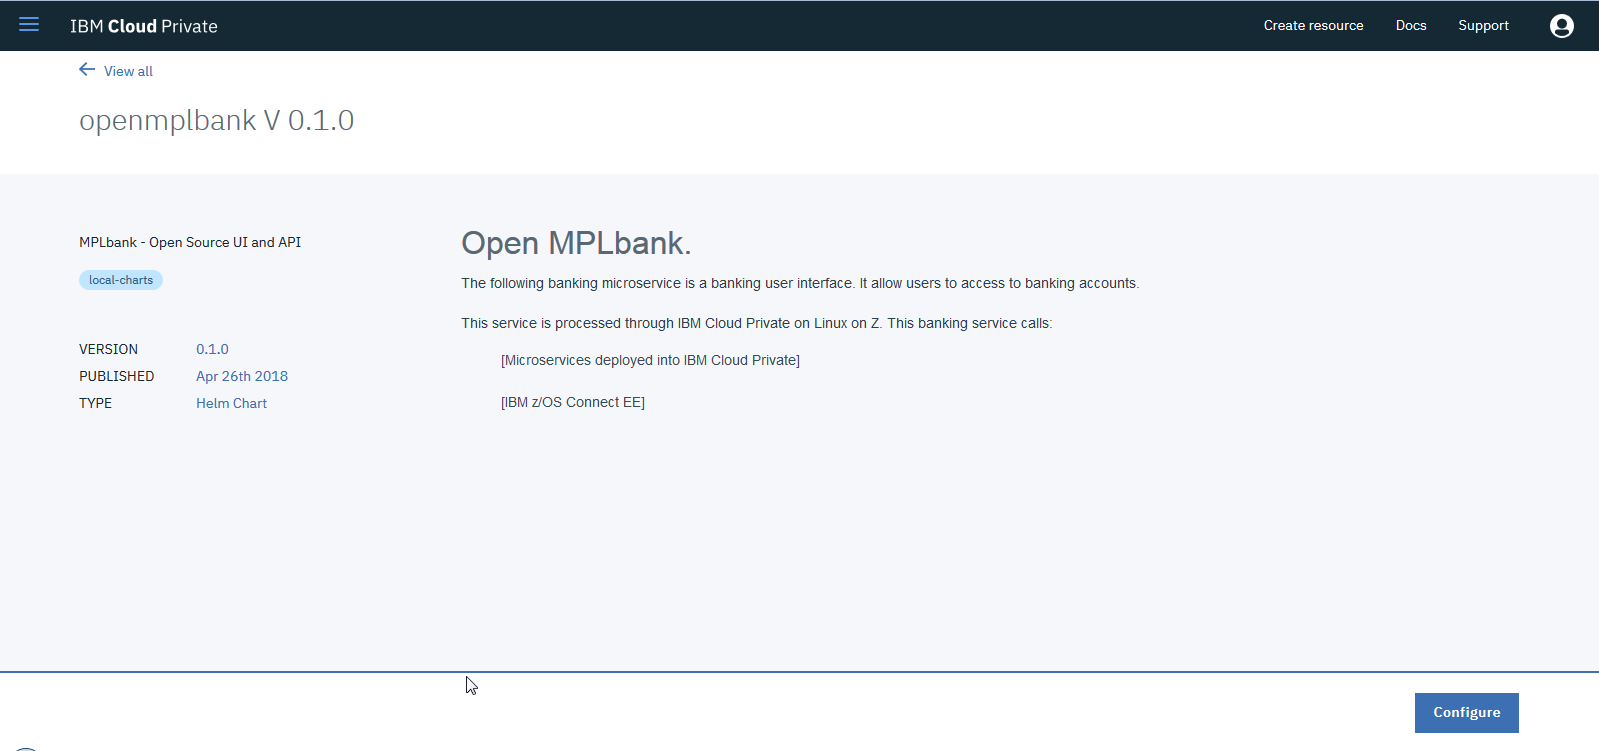 IBM Cloud Private
Create resource
Docs
Support
View all
openmplbank V 0.1.0
MPLbank - Open Source UI and API
local-charts
VERSION 0.1.0
PUBLISHED Apr 26th 2018
TYPE Helm Chart
Open MPLbank.
The following banking microservice is a banking user interface. It allow users to access to banking accounts.
This service is processed through IBM Cloud Private on Linux on Z. This banking service calls:
[Microservices deployed into IBM Cloud Private]
[IBM z/OS Connect EE]
Configure